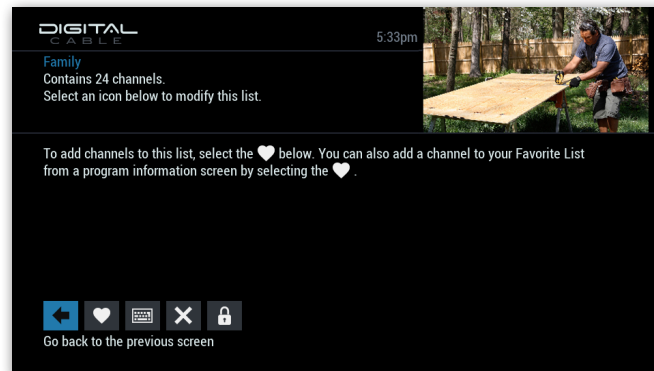 DIGITAL
CABLE
5:33pm
Family
Contains 24 channels.
Select an icon below to modify this list.
To add channels to this list, select the below. You can also add a channel to your Favorite List
from a program information screen by selecting the .
Go back to the previous screen